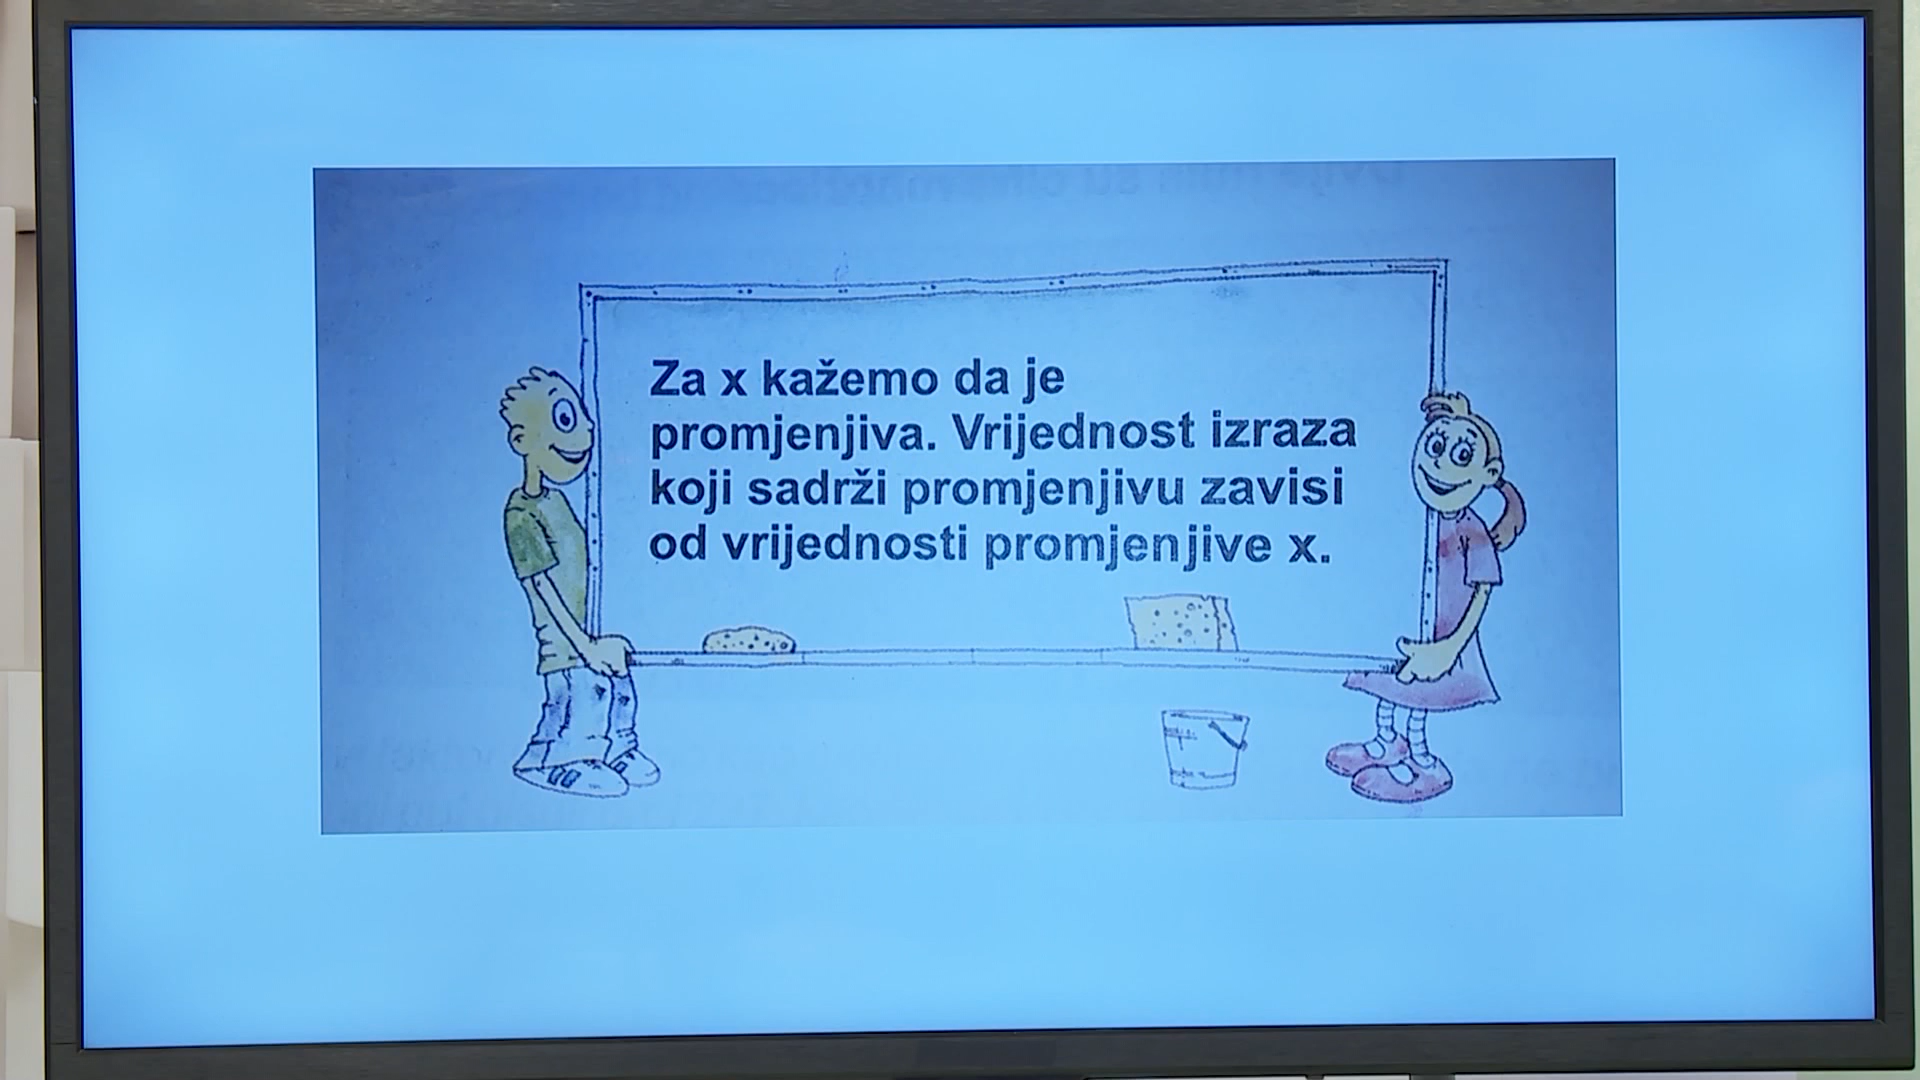 Za x kažemo da je
promjenjiva. Vrijednost izraza
koji sadrži promjenjivu zavisi
od vrijednosti promjenjive x.